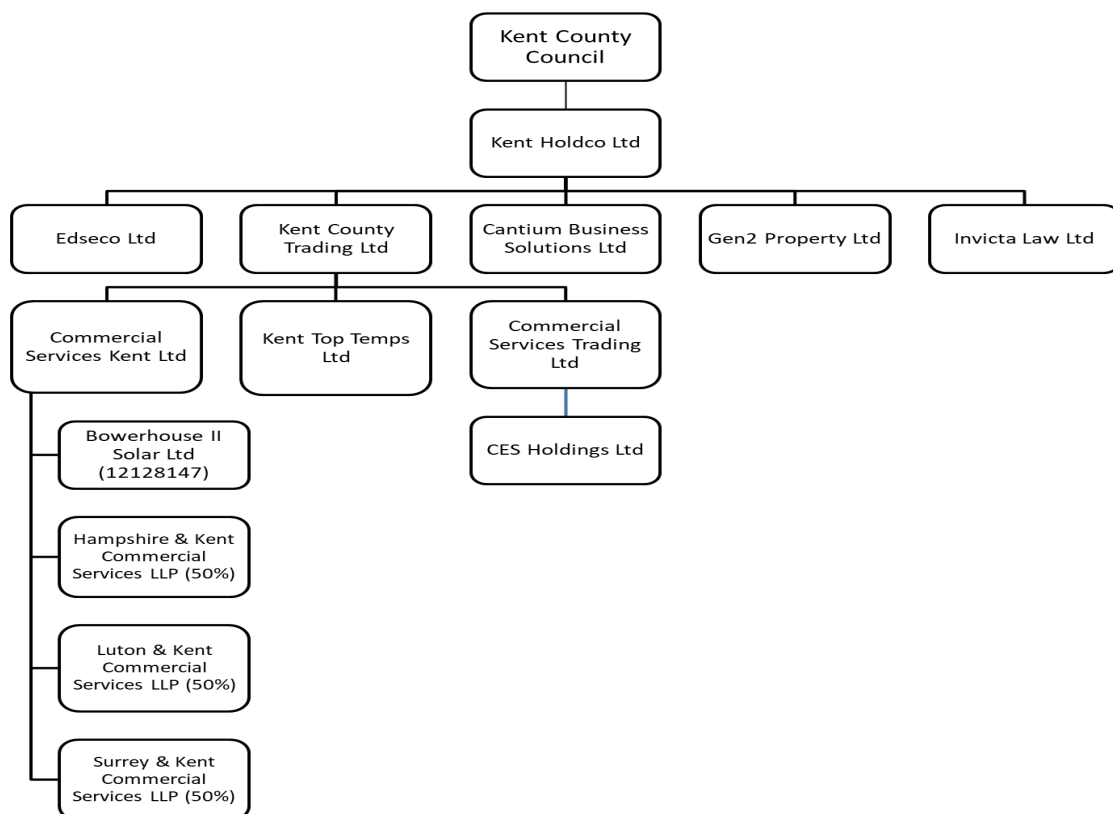 Kent County
Council
Kent Holdco Ltd
Edseco Ltd
Kent County
Trading Ltd
Cantium Business
Solutions Ltd
Gen2 Property Ltd
Invicta Law Ltd
Commercial
Services Kent Ltd
Kent Top Temps
Ltd
Commercial
Services Trading
Ltd
Bowerhouse II
Solar Ltd
(12128147)
CES Holdings Ltd
Hampshire & Kent
Commercial
Services LLP (50%)
Luton & Kent
Commercial
Services LLP (50%)
Surrey & Kent
Commercial
Services LLP (50%)